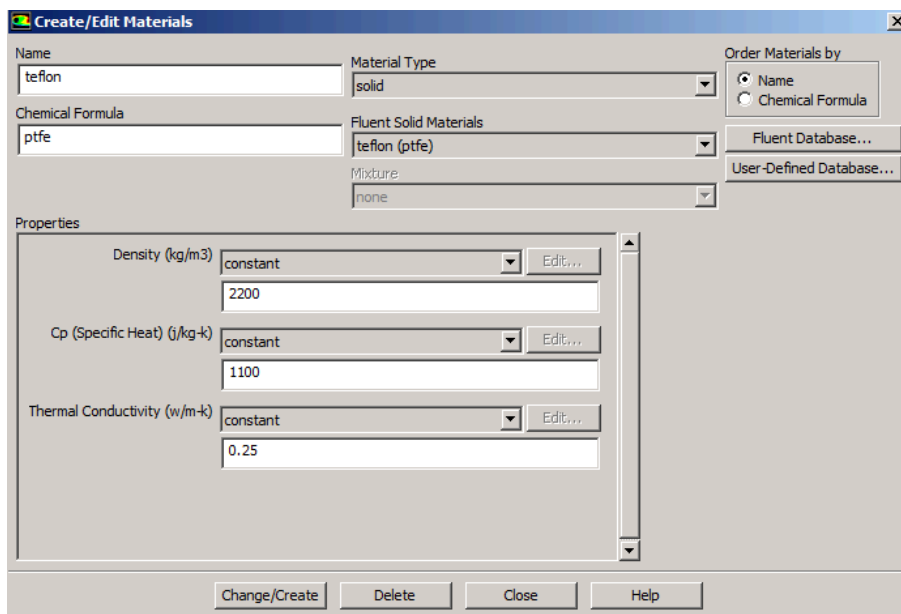 Create/Edit Materials
Name
teflon
Material Type
solid
Order Materials by
Name
Chemical Formula
Chemical Formula
ptfe
Fluent Solid Materials
teflon (ptfe)
Fluent Database...
User-Defined Database...
Mixture
none
Properties
Density (kg/m3) constant Edit...
2200
Cp (Specific Heat) (j/kg-k) constant Edit...
1100
Thermal Conductivity (w/m-k) constant Edit...
0.25
Change/Create Delete Close Help